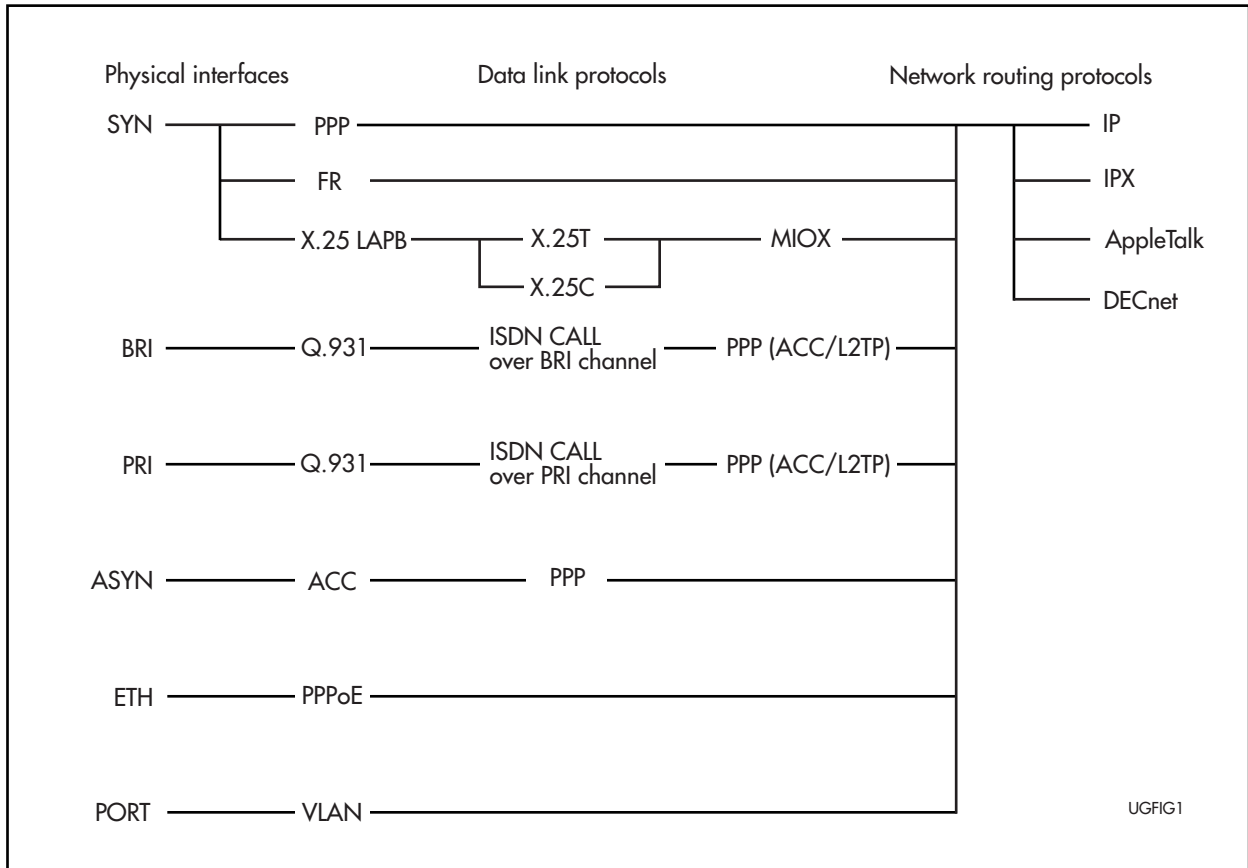 Physical interfaces
Data link protocols
Network routing protocols
SYN
PPP
IP
FR
IPX
X.25 LAPB
X.25T
MIOX
AppleTalk
X.25C
DECnet
BRI
Q.931
ISDN CALL
over BRI channel
PPP (ACC/L2TP)
PRI
Q.931
ISDN CALL
over PRI channel
PPP (ACC/L2TP)
ASYN
ACC
PPP
ETH
PPPoE
PORT
VLAN
UGFIG1